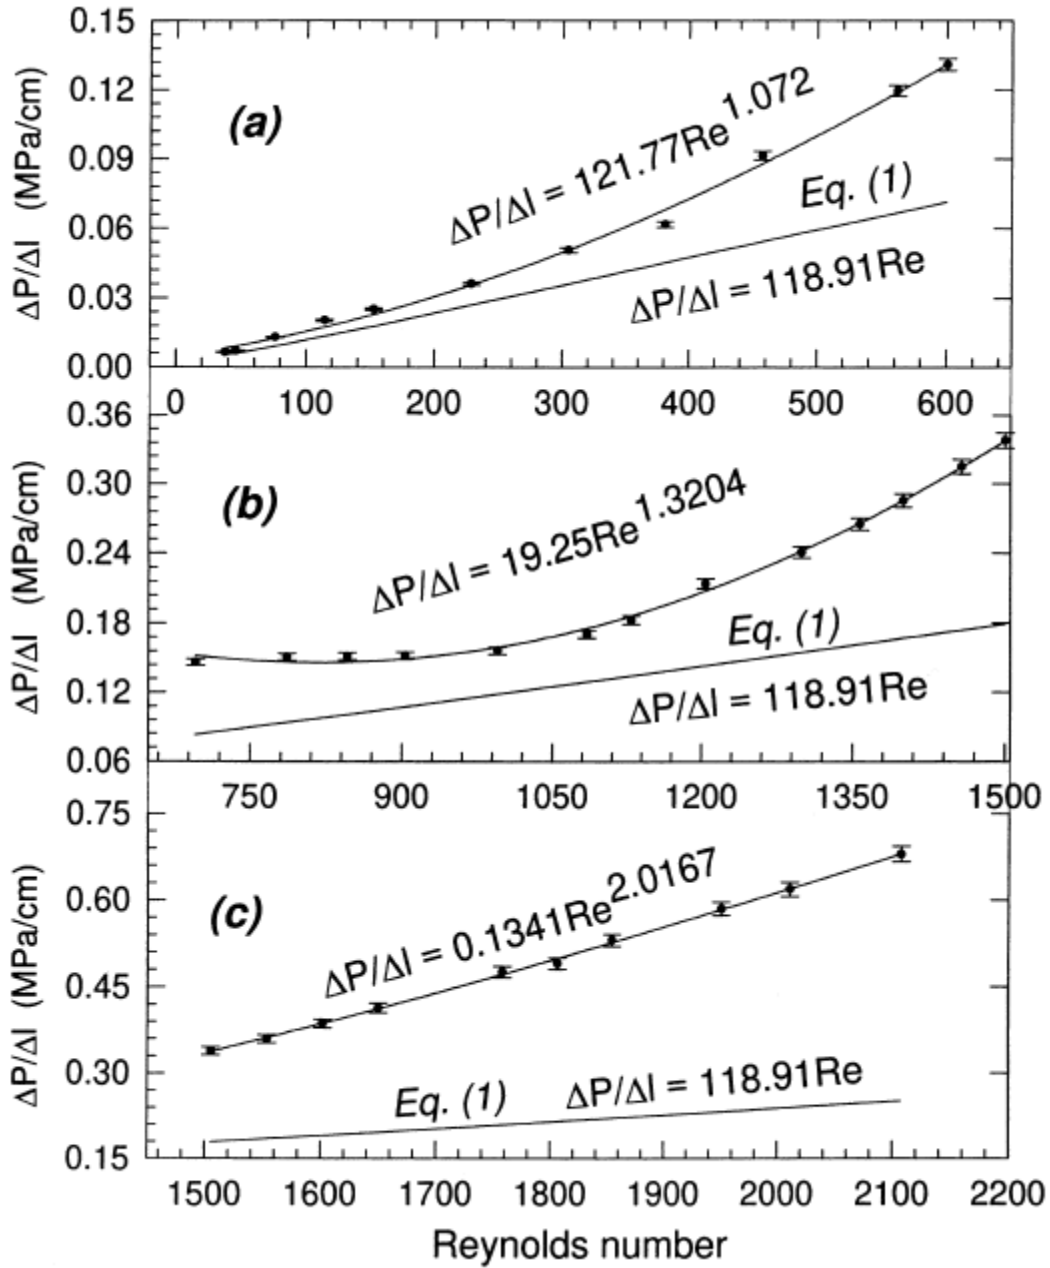 0.15
0.12
0.09
0.06
0.03
0.00
ΔP/Δl (MPa/cm)
(a)
ΔP/Δl = 121.77Re^1.072
Eq. (1)
ΔP/Δl = 118.91Re
0 100 200 300 400 500 600
0.36
0.30
0.24
0.18
0.12
0.06
ΔP/Δl (MPa/cm)
(b)
ΔP/Δl = 19.25Re^1.3204
Eq. (1)
ΔP/Δl = 118.91Re
750 900 1050 1200 1350 1500
0.75
0.60
0.45
0.30
0.15
ΔP/Δl (MPa/cm)
(c)
ΔP/Δl = 0.1341Re^2.0167
Eq. (1) ΔP/Δl = 118.91Re
1500 1600 1700 1800 1900 2000 2100 2200
Reynolds number